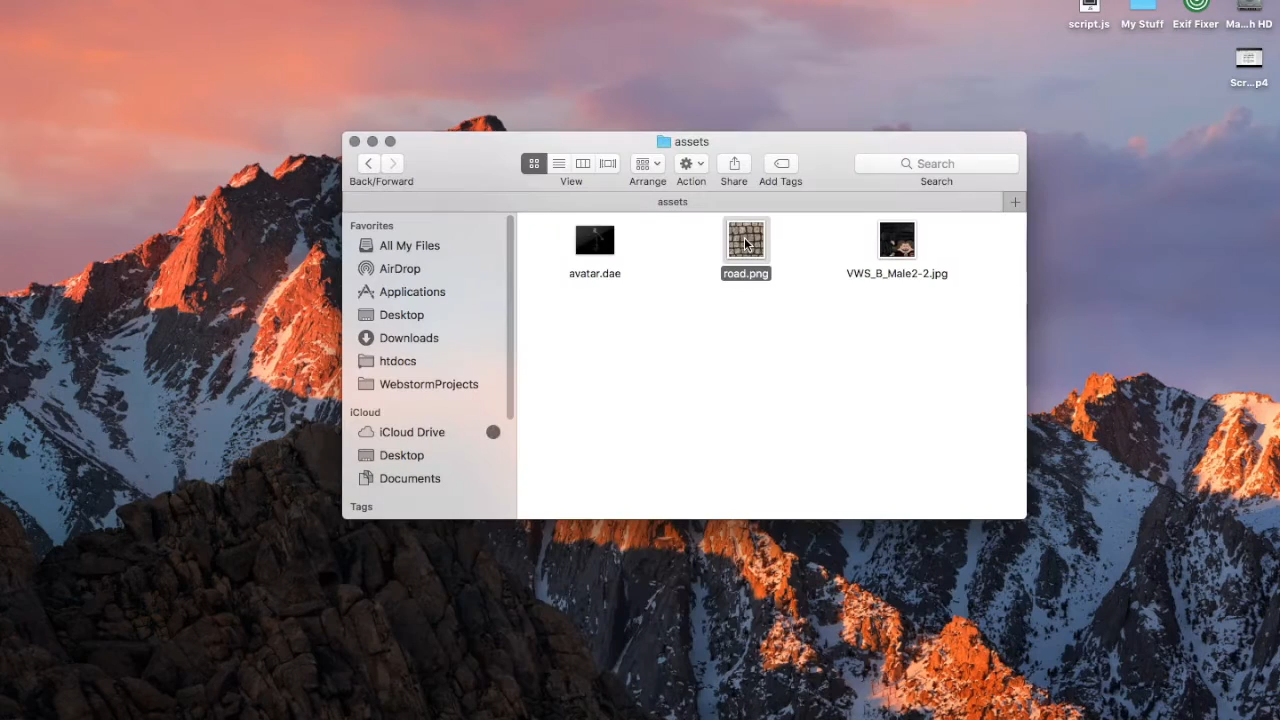 script.js
My Stuff
Exif Fixer
Ma...h HD
Scr...p4
assets
Back/Forward
View
Arrange
Action
Share
Add Tags
Search
Search
assets
Favorites
All My Files
AirDrop
Applications
Desktop
Downloads
htdocs
WebstormProjects
iCloud
iCloud Drive
Desktop
Documents
Tags
avatar.dae
road.png
VWS_B_Male2-2.jpg